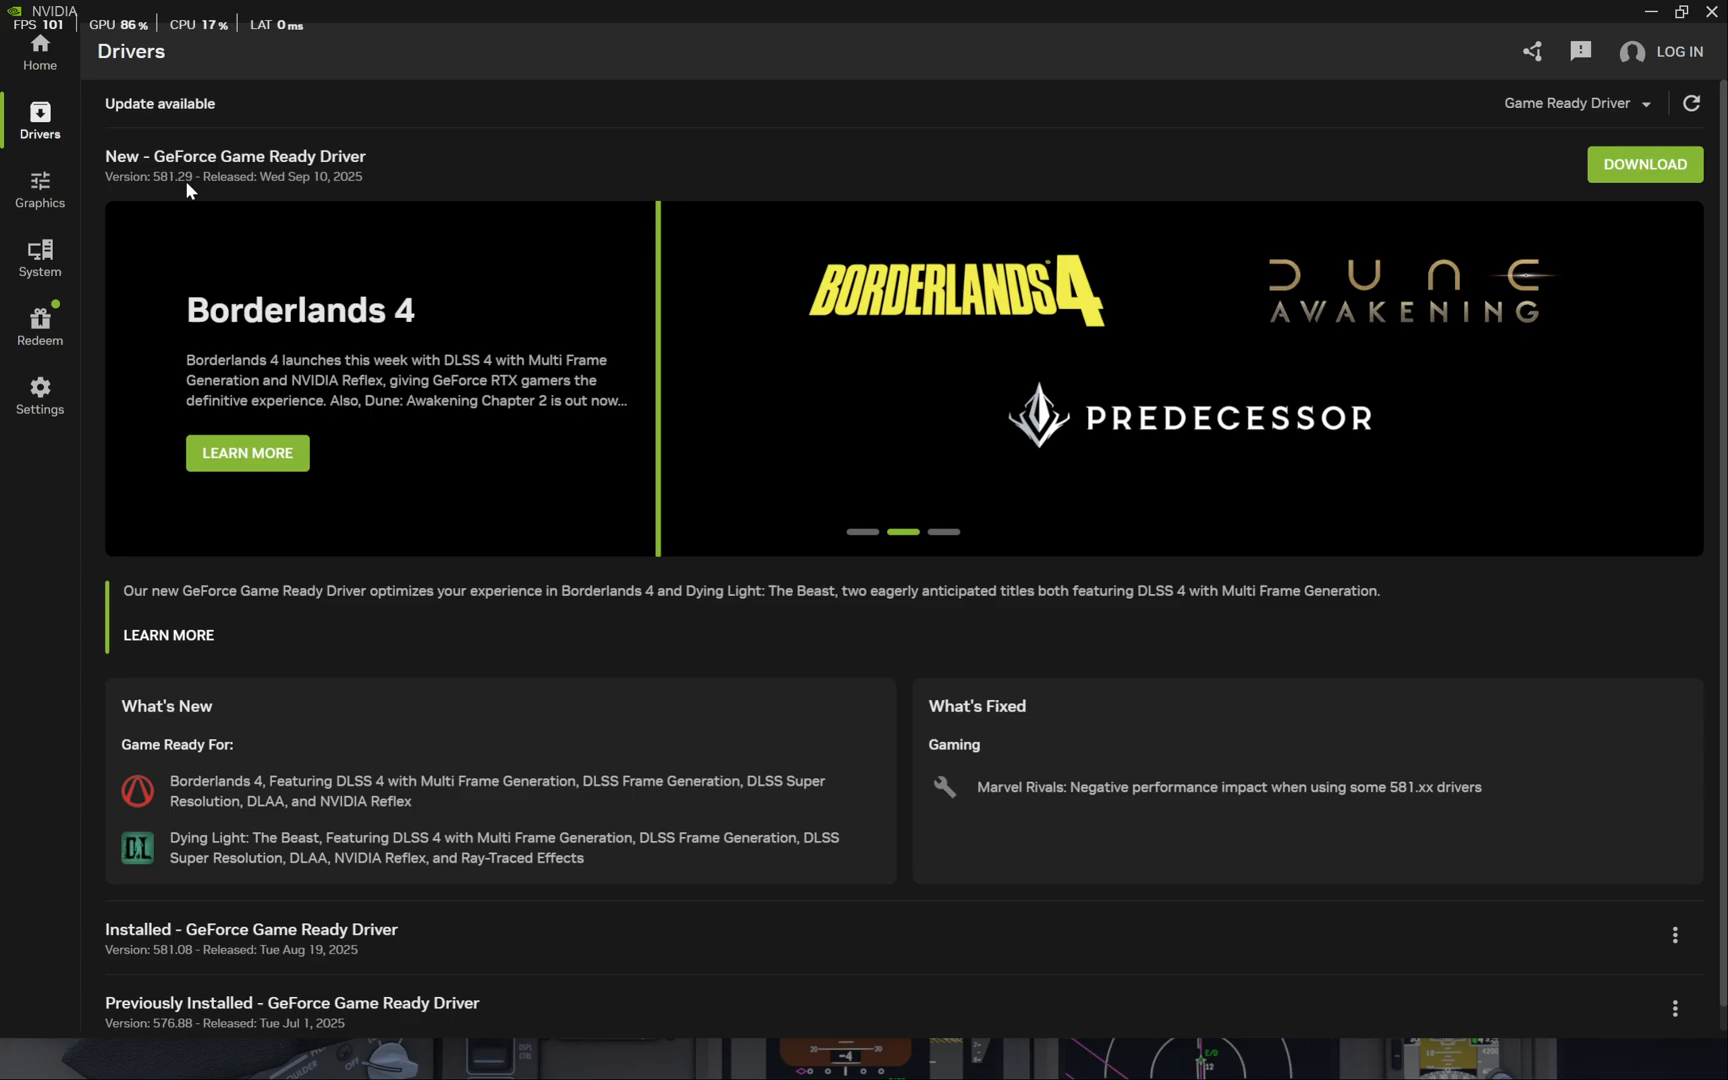 NVIDIA
FPS 101 GPU 86 % CPU 17 % LAT 0 ms
Home
Drivers
LOG IN
Drivers
Graphics
System
Redeem
Settings
Update available
Game Ready Driver
New - GeForce Game Ready Driver
Version: 581.29 - Released: Wed Sep 10, 2025
DOWNLOAD
Borderlands 4
Borderlands 4 launches this week with DLSS 4 with Multi Frame
Generation and NVIDIA Reflex, giving GeForce RTX gamers the
definitive experience. Also, Dune: Awakening Chapter 2 is out now...
LEARN MORE
BORDERLANDS 4
DUNE
AWAKENING
PREDECESSOR
Our new GeForce Game Ready Driver optimizes your experience in Borderlands 4 and Dying Light: The Beast, two eagerly anticipated titles both featuring DLSS 4 with Multi Frame Generation.
LEARN MORE
What's New
Game Ready For:
Borderlands 4, Featuring DLSS 4 with Multi Frame Generation, DLSS Frame Generation, DLSS Super
Resolution, DLAA, and NVIDIA Reflex
DL
Dying Light: The Beast, Featuring DLSS 4 with Multi Frame Generation, DLSS Frame Generation, DLSS
Super Resolution, DLAA, NVIDIA Reflex, and Ray-Traced Effects
What's Fixed
Gaming
Marvel Rivals: Negative performance impact when using some 581.xx drivers
Installed - GeForce Game Ready Driver
Version: 581.08 - Released: Tue Aug 19, 2025
Previously Installed - GeForce Game Ready Driver
Version: 576.88 - Released: Tue Jul 1, 2025
OFF
DSPL
CTRL
20
20
-4
E/D
12
4200